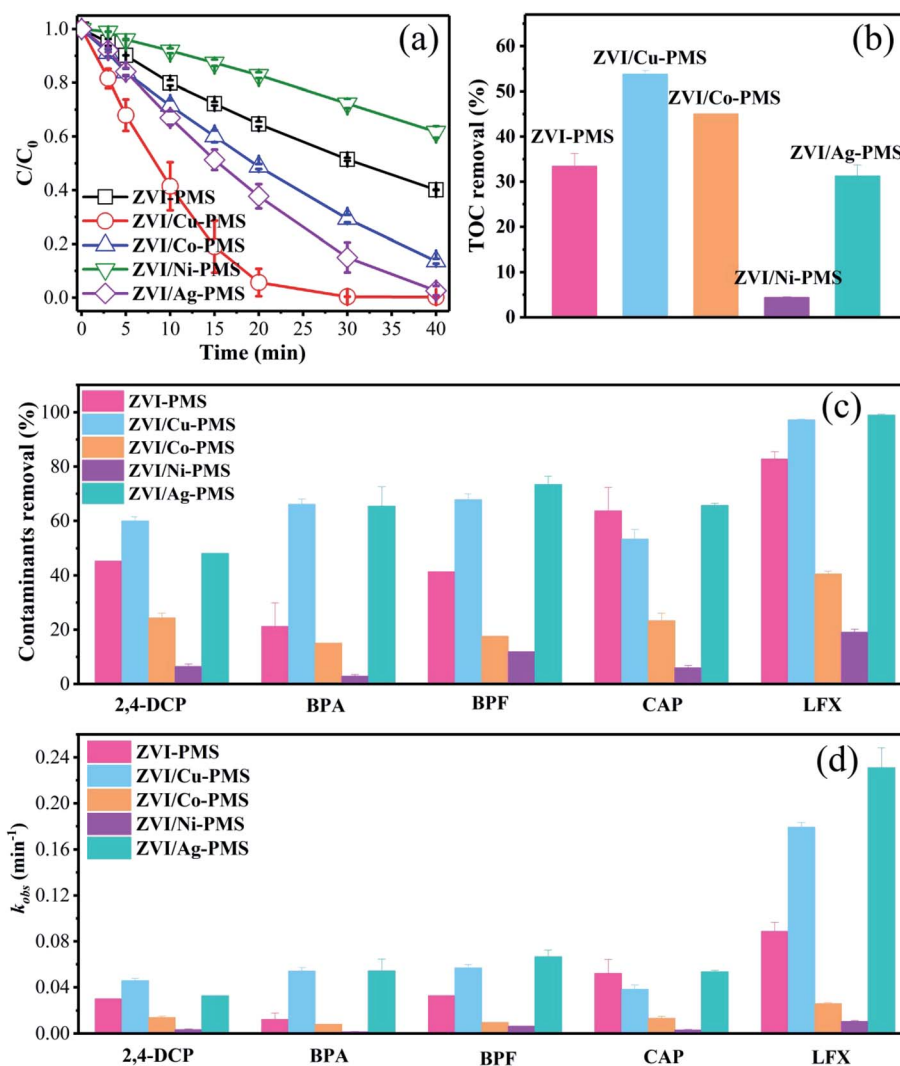 (a)
1.0
0.8
0.6
0.4
0.2
0.0
C/C0
ZVI-PMS
ZVI/Cu-PMS
ZVI/Co-PMS
ZVI/Ni-PMS
ZVI/Ag-PMS
0 5 10 15 20 25 30 35 40
Time (min)
(b)
60
50
40
30
20
10
0
TOC removal (%)
ZVI-PMS
ZVI/Cu-PMS
ZVI/Co-PMS
ZVI/Ni-PMS
ZVI/Ag-PMS
(c)
100
80
60
40
20
0
Contaminants removal (%)
ZVI-PMS
ZVI/Cu-PMS
ZVI/Co-PMS
ZVI/Ni-PMS
ZVI/Ag-PMS
2,4-DCP BPA BPF CAP LFX
(d)
0.24
0.20
0.16
0.12
0.08
0.04
0.00
kobs (min-1)
ZVI-PMS
ZVI/Cu-PMS
ZVI/Co-PMS
ZVI/Ni-PMS
ZVI/Ag-PMS
2,4-DCP BPA BPF CAP LFX